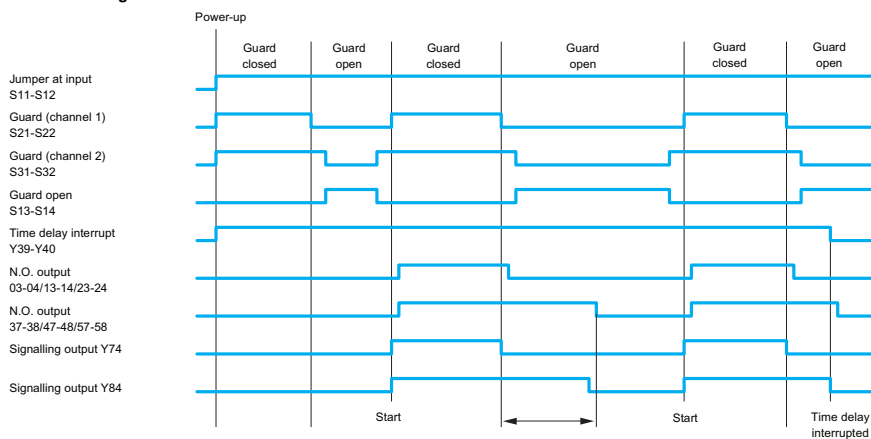 Power-up
Guard closed
Guard open
Guard closed
Guard open
Guard closed
Guard open
Jumper at input
S11-S12
Guard (channel 1)
S21-S22
Guard (channel 2)
S31-S32
Guard open
S13-S14
Time delay interrupt
Y39-Y40
N.O. output
03-04/13-14/23-24
N.O. output
37-38/47-48/57-58
Signalling output Y74
Signalling output Y84
Start
Start
Time delay
interrupted